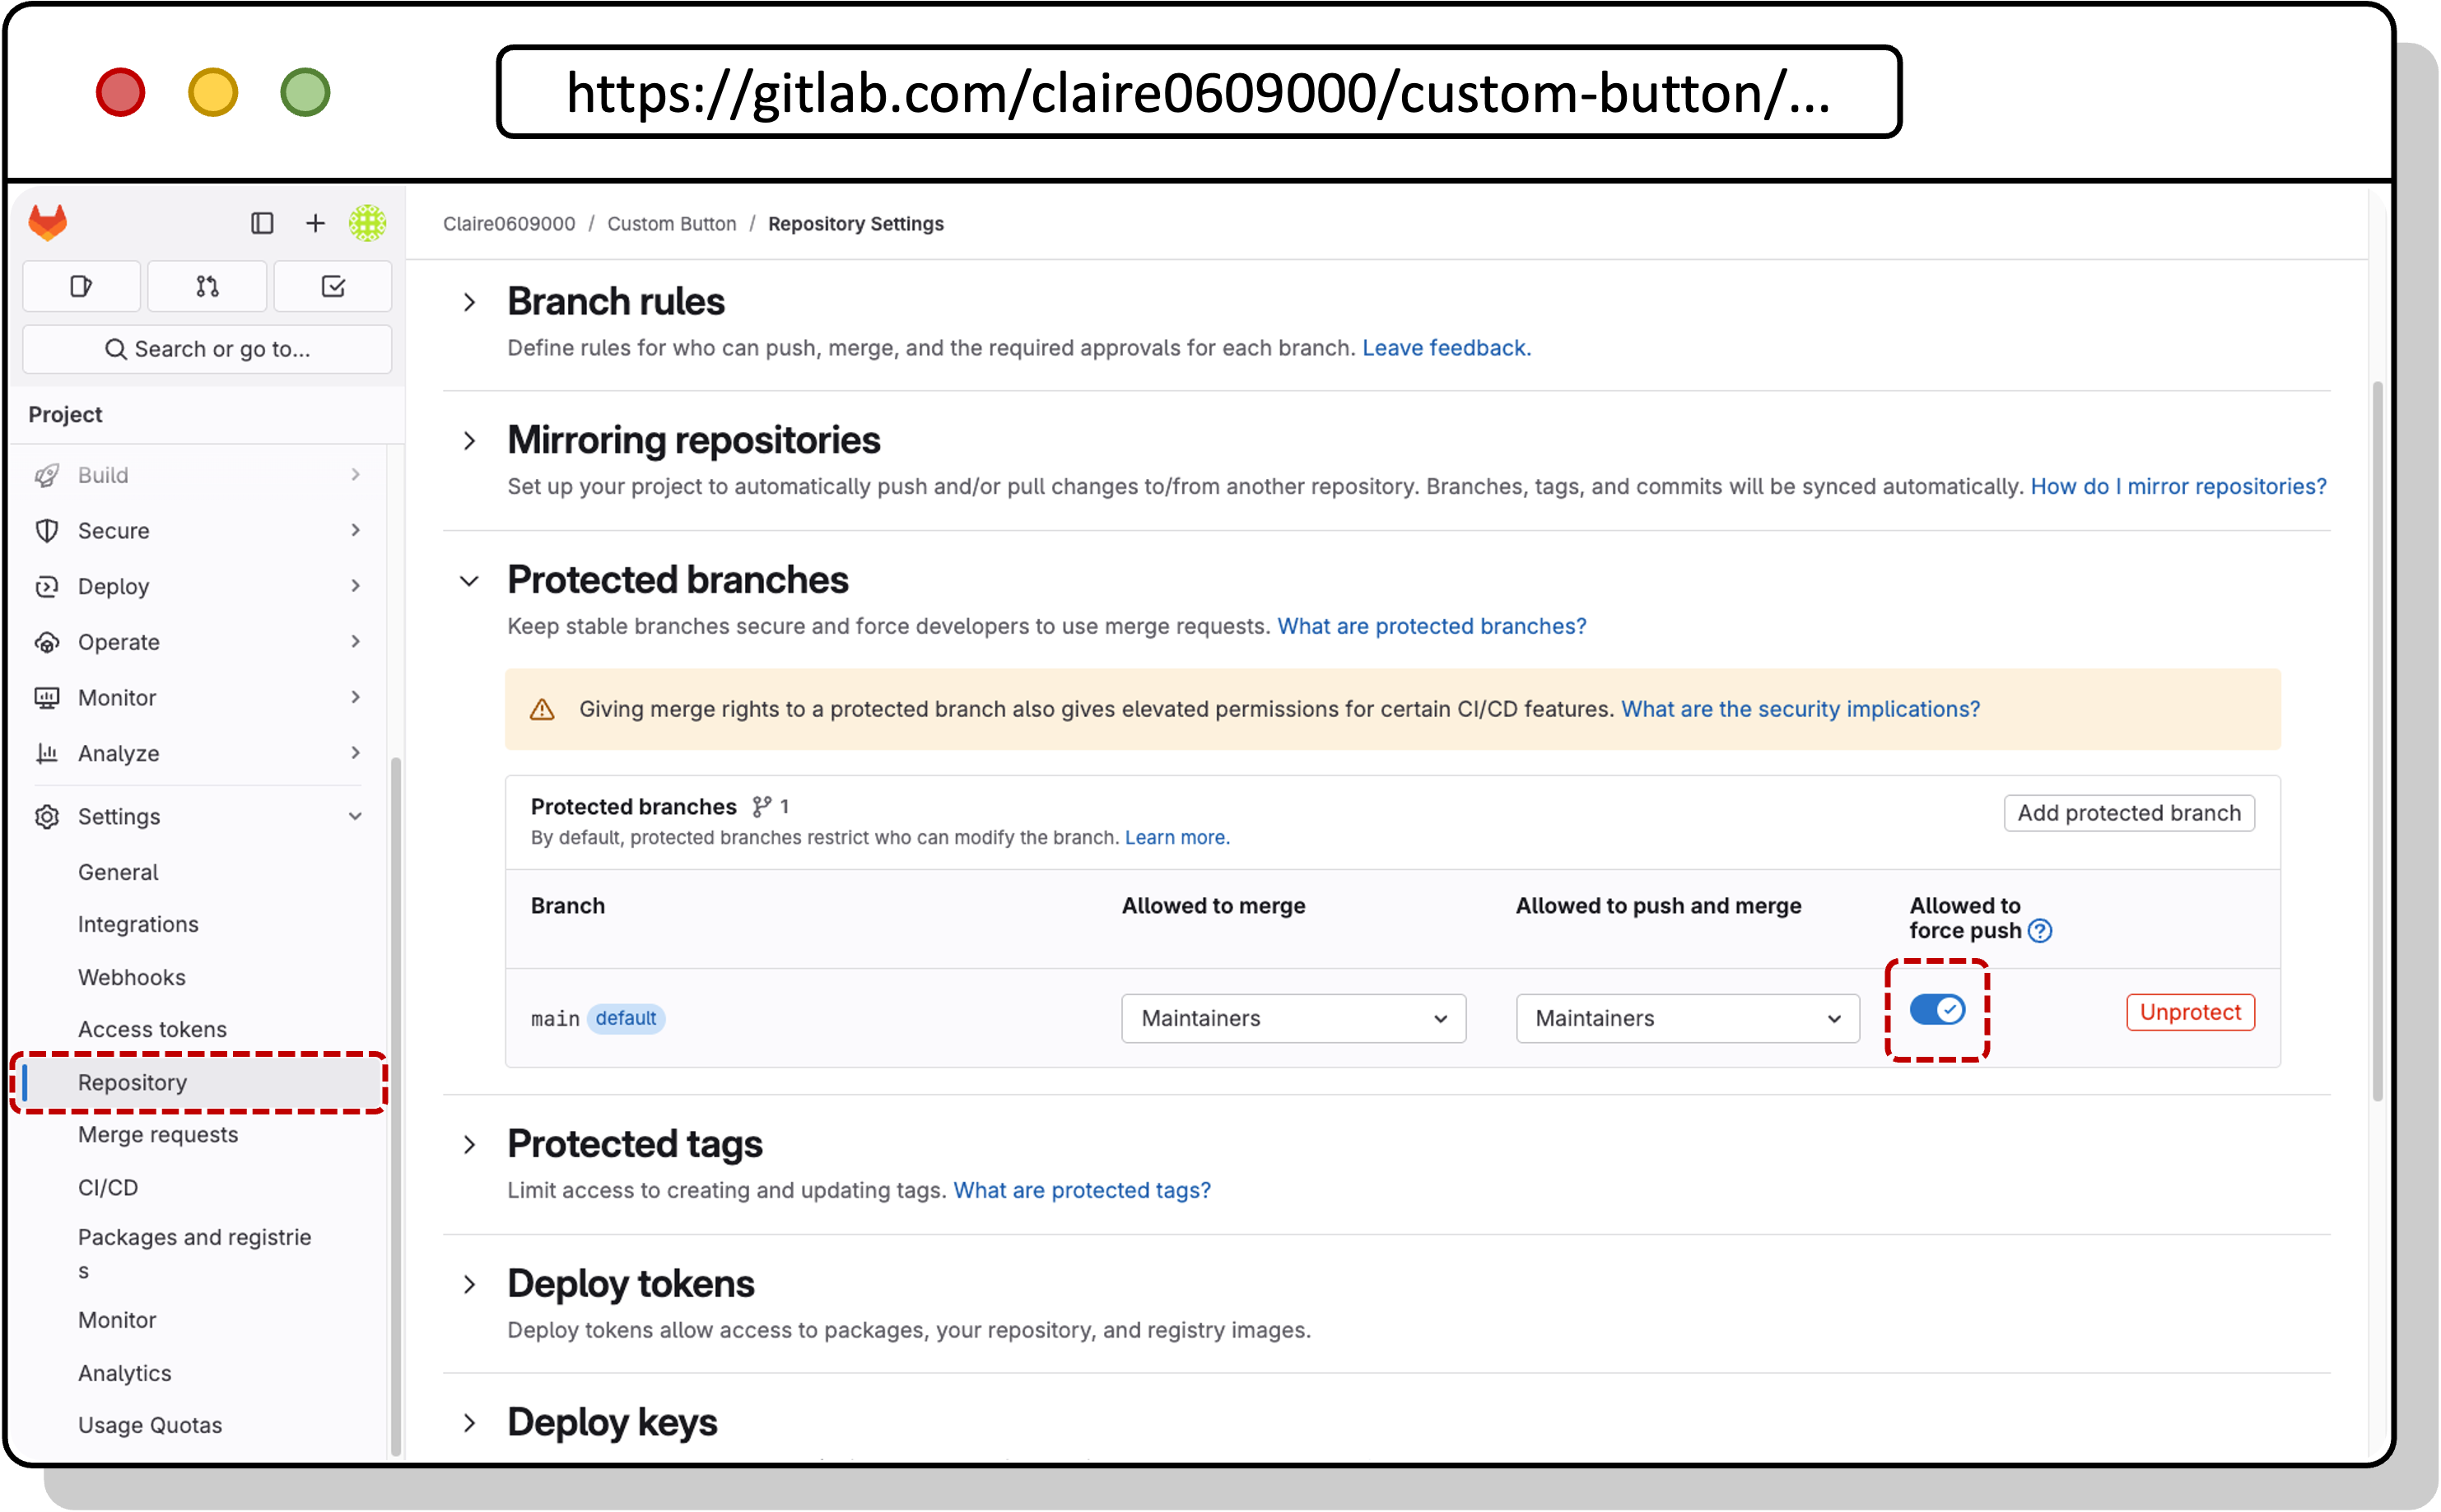 https://gitlab.com/claire0609000/custom-button/...
Claire0609000 / Custom Button / Repository Settings
Search or go to...
Project
Build
Secure
Deploy
Operate
Monitor
Analyze
Settings
General
Integrations
Webhooks
Access tokens
Repository
Merge requests
CI/CD
Packages and registrie
s
Monitor
Analytics
Usage Quotas
Branch rules
Define rules for who can push, merge, and the required approvals for each branch. Leave feedback.
Mirroring repositories
Set up your project to automatically push and/or pull changes to/from another repository. Branches, tags, and commits will be synced automatically. How do I mirror repositories?
Protected branches
Keep stable branches secure and force developers to use merge requests. What are protected branches?
Giving merge rights to a protected branch also gives elevated permissions for certain CI/CD features. What are the security implications?
Protected branches 1
Add protected branch
By default, protected branches restrict who can modify the branch. Learn more.
Branch
Allowed to merge
Allowed to push and merge
Allowed to
force push ?
main default
Maintainers
Maintainers
Unprotect
Protected tags
Limit access to creating and updating tags. What are protected tags?
Deploy tokens
Deploy tokens allow access to packages, your repository, and registry images.
Deploy keys